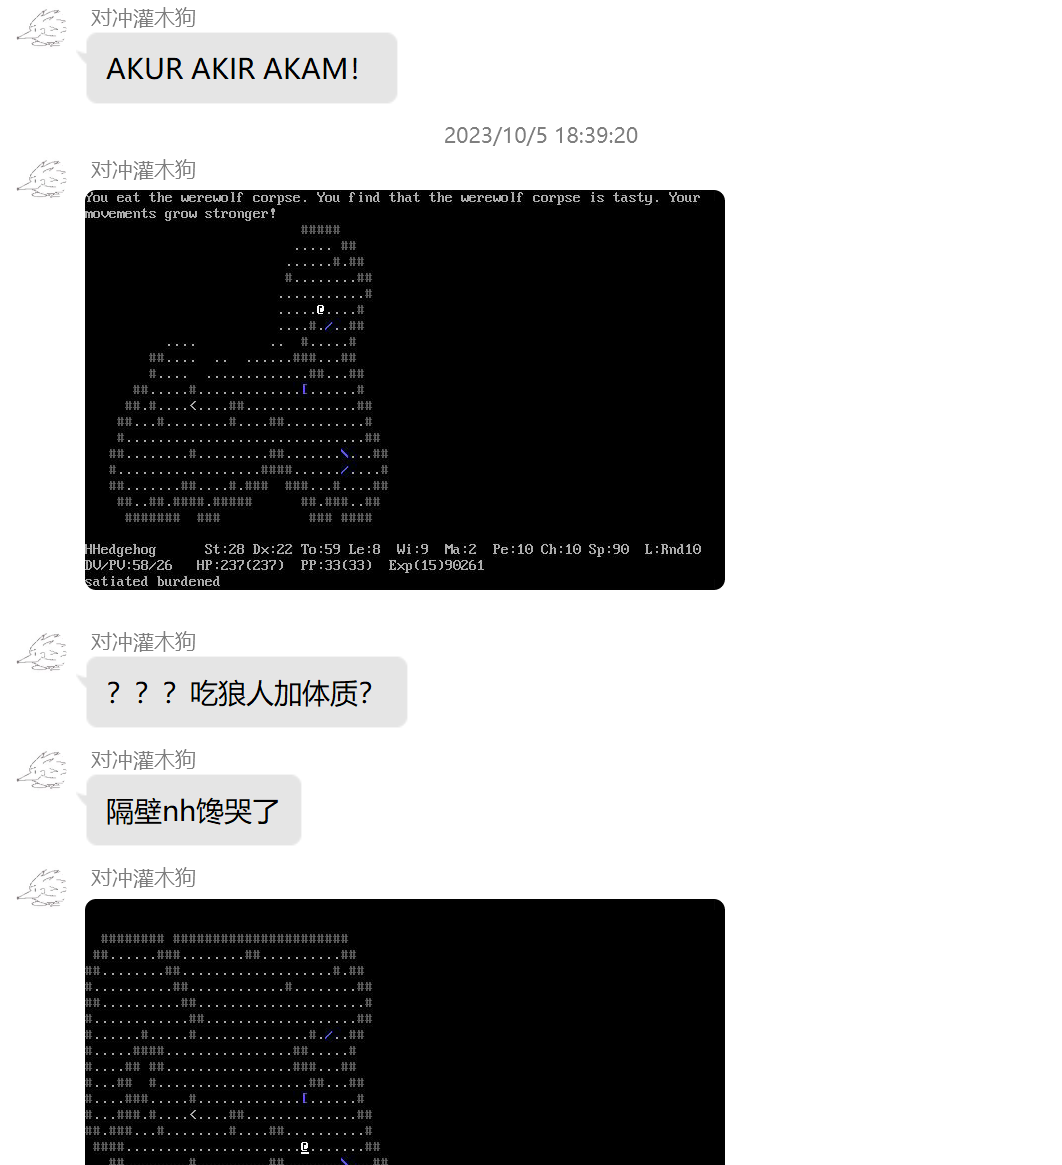 对冲灌木狗
AKUR AKIR AKAM!
2023/10/5 18:39:20
对冲灌木狗
You eat the werewolf corpse. You find that the werewolf corpse is tasty. Your
movements grow stronger!
#####
..... ##
......#.##
#........##
...........#
.....@....#
....#./..##
.... .. #.....#
##.... .. ......###...##
#.... .............##...##
##.....#.............[......#
##.#....<....##..............##
##...#........#....##..........#
#..............................##
##........#.........##.......\...##
#..................####....../....#
##.......##....#.### ###...#....##
##..##.####.##### ##.###..##
####### ### ### ####
HHedgehog St:28 Dx:22 To:59 Le:8 Wi:9 Ma:2 Pe:10 Ch:10 Sp:90 L:Rnd10
DV/PV:58/26 HP:237(237) PP:33(33) Exp(15)90261
satiated burdened
对冲灌木狗
？？？吃狼人加体质？
对冲灌木狗
隔壁nh馋哭了
对冲灌木狗
######## ######################
##......###........##..........##
##........##...................#.##
#..........##............#........##
##..........##.....................#
#............##...................##
#......#.....#..............#./..##
#.....####................##.....#
#....## ##................###...##
#...## #...................##...##
#....###.....#.............[......#
#...###.#....<....##..............##
##.###...#........#....##..........#
####......................@.......##
## # ## \ ##